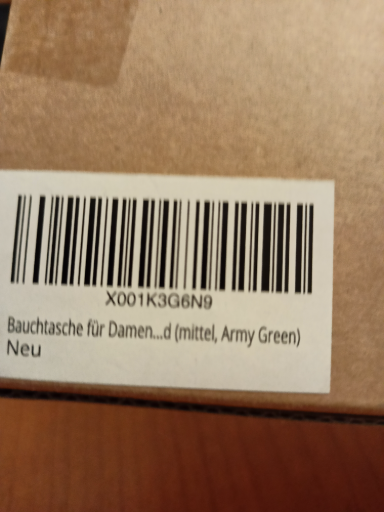 X001K3G6N9
Bauchtasche für Damen...d (mittel, Army Green)
Neu